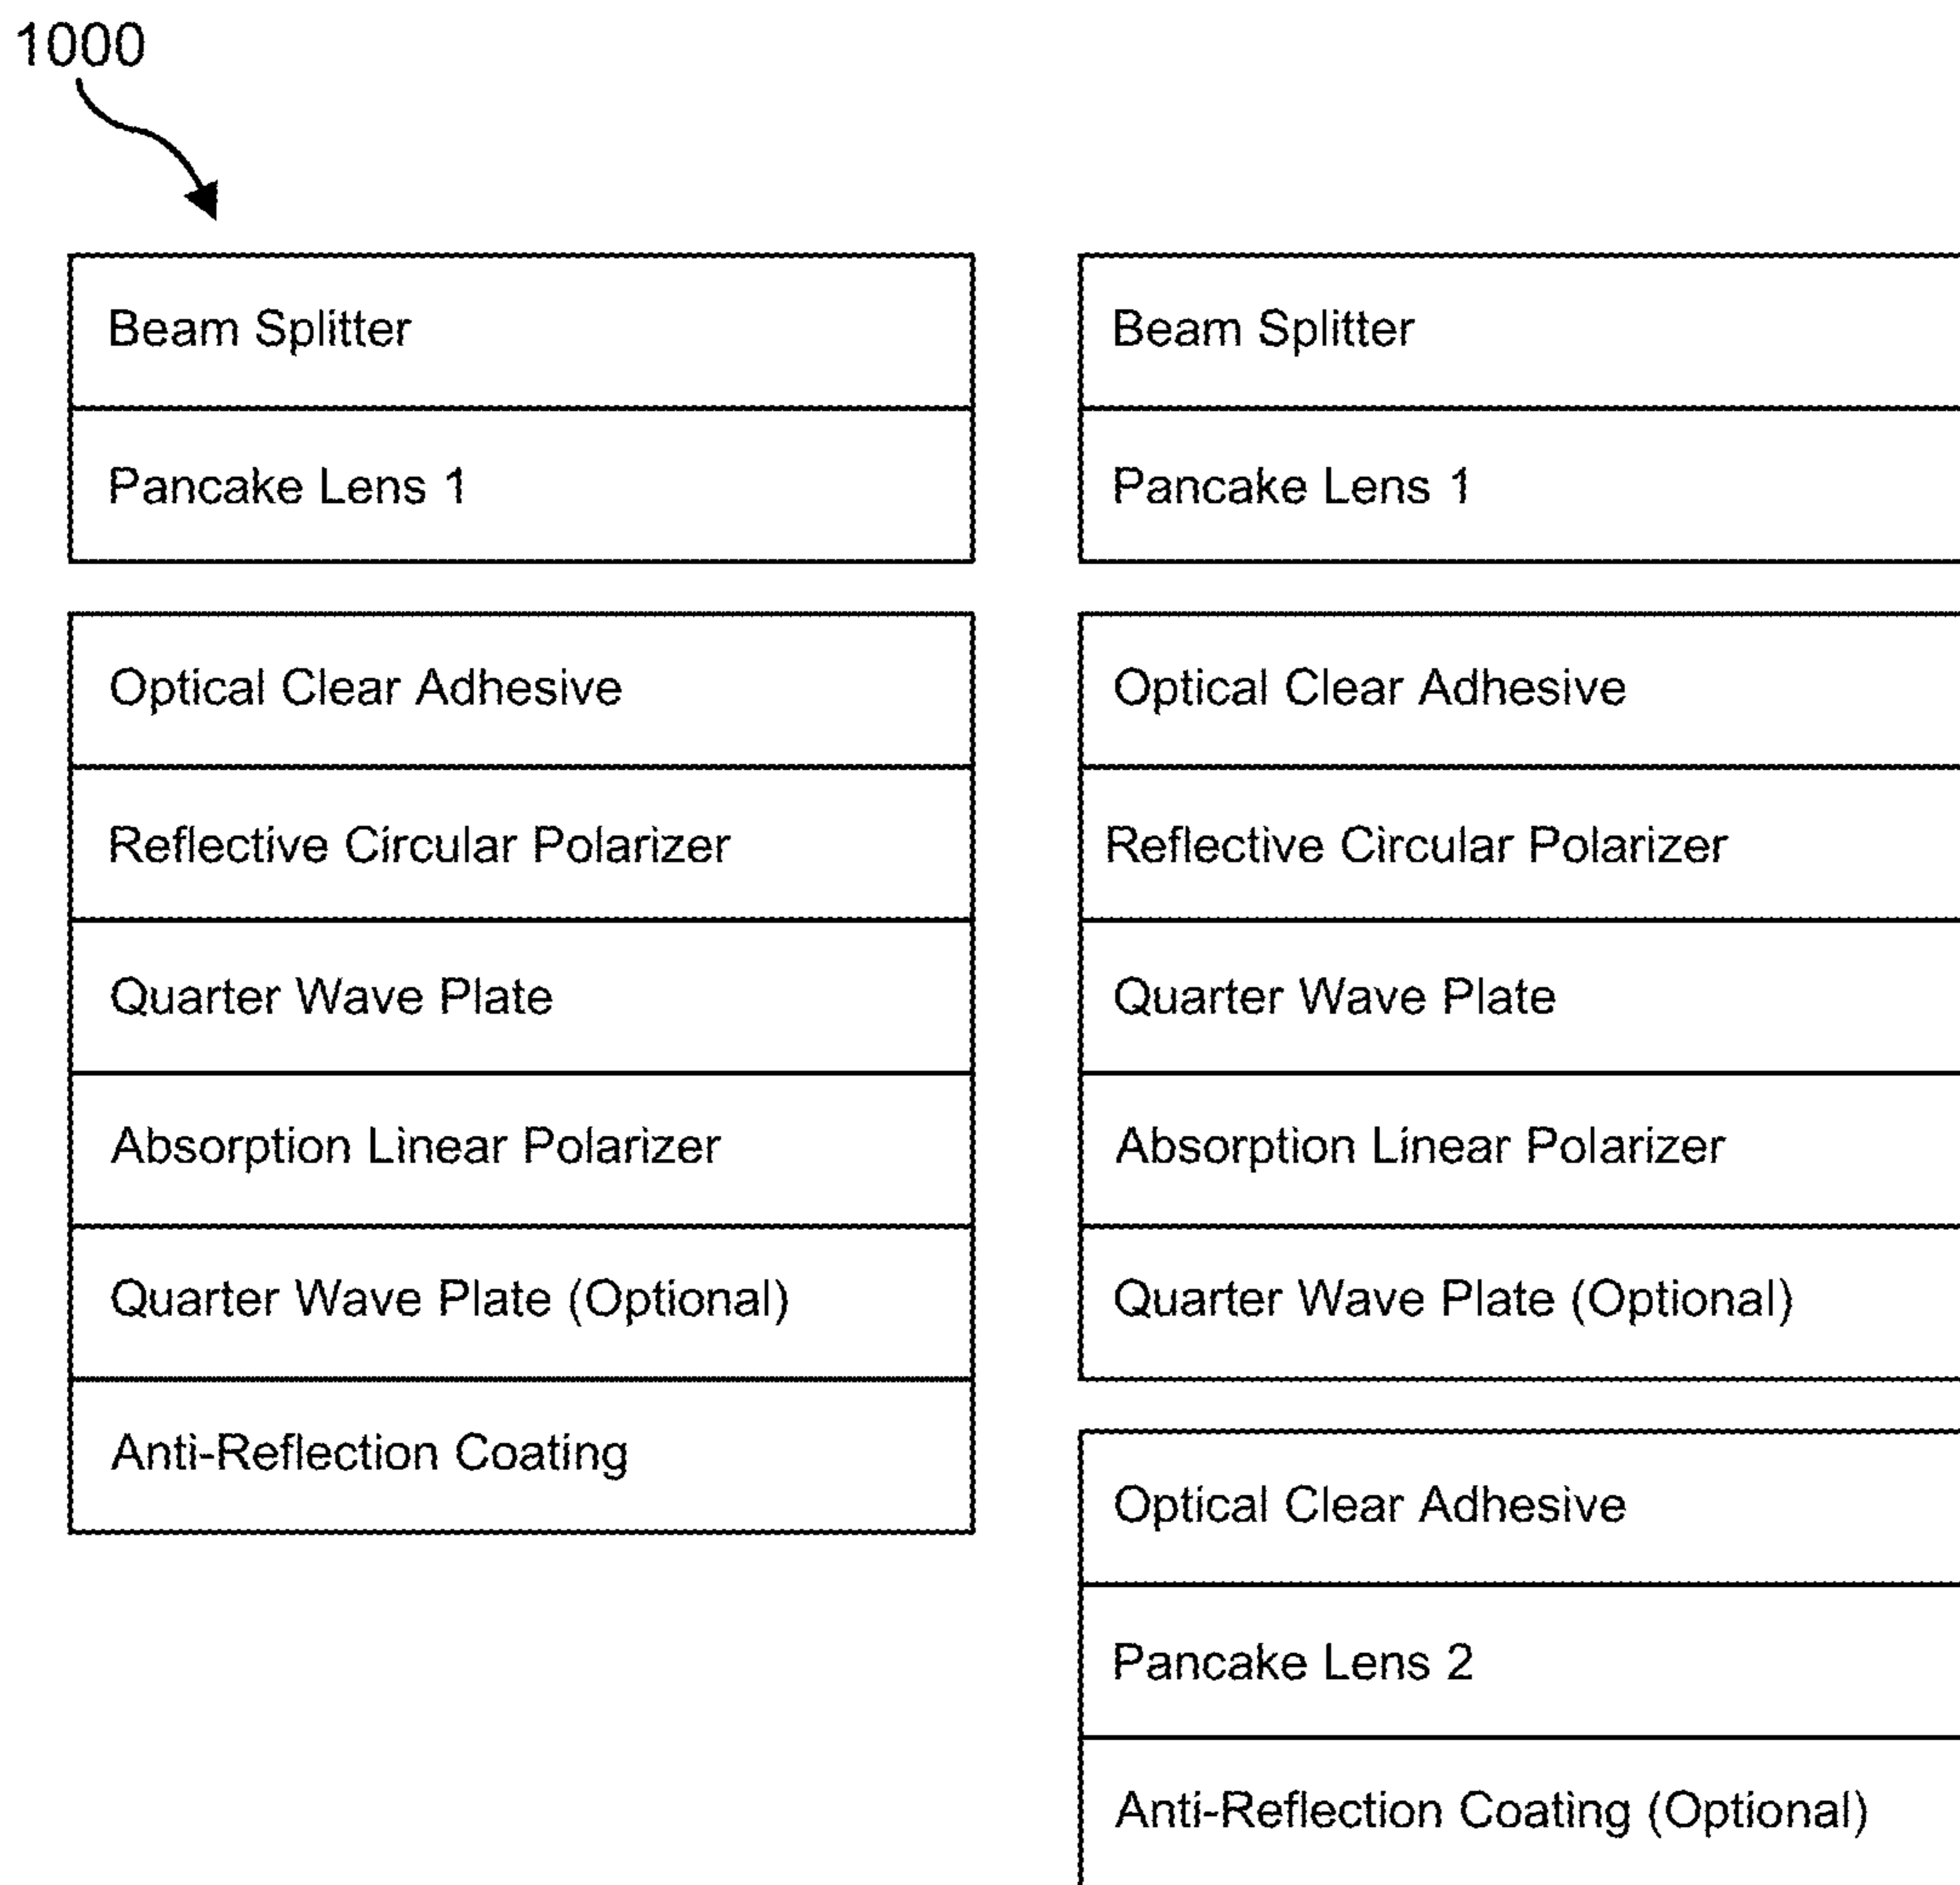 1000
Beam Splitter
Pancake Lens 1
Optical Clear Adhesive
Reflective Circular Polarizer
Quarter Wave Plate
Absorption Linear Polarizer
Quarter Wave Plate (Optional)
Anti-Reflection Coating
Beam Splitter
Pancake Lens 1
Optical Clear Adhesive
Reflective Circular Polarizer
Quarter Wave Plate
Absorption Linear Polarizer
Quarter Wave Plate (Optional)
Optical Clear Adhesive
Pancake Lens 2
Anti-Reflection Coating (Optional)